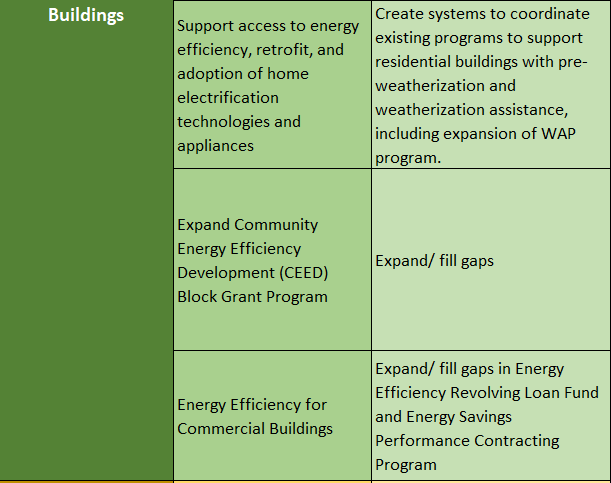 Buildings
Support access to energy
efficiency, retrofit, and
adoption of home
electrification
technologies and
appliances
Create systems to coordinate
existing programs to support
residential buildings with pre-
weatherization and
weatherization assistance,
including expansion of WAP
program.
Expand Community
Energy Efficiency
Development (CEED)
Block Grant Program
Expand/ fill gaps
Energy Efficiency for
Commercial Buildings
Expand/ fill gaps in Energy
Efficiency Revolving Loan Fund
and Energy Savings
Performance Contracting
Program